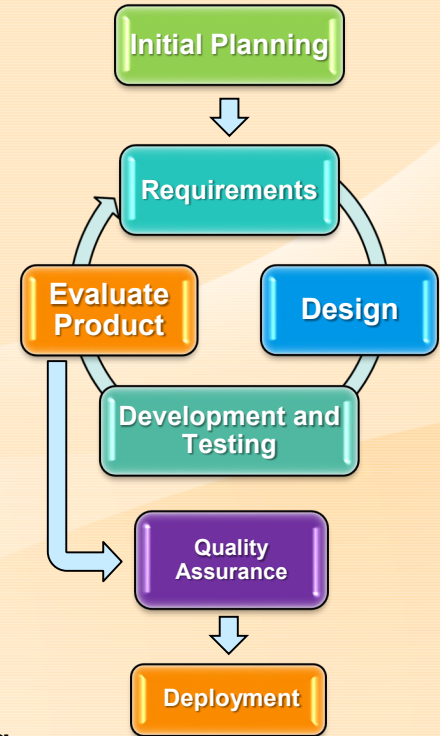 Initial Planning
Requirements
Evaluate
Product
Design
Development and
Testing
Quality
Assurance
Deployment